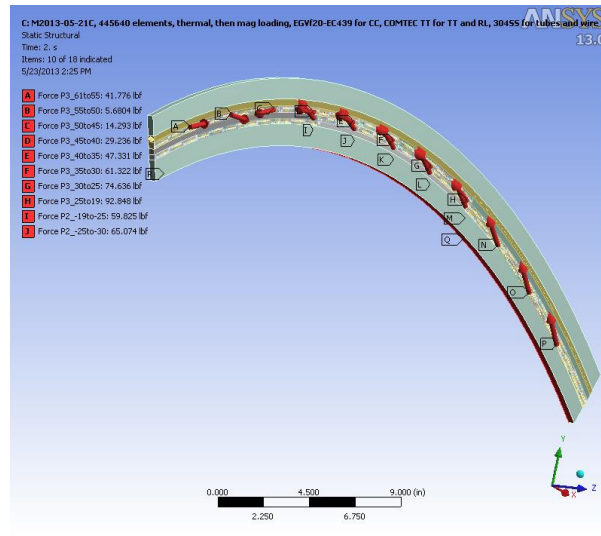 C: M2013-05-21C, 445640 elements, thermal, then mag loading, EGVf20-EC439 for CC, COMTEC TT for TT and RL, 304SS for tubes and wire
ANSYS
13.0
Static Structural
Time: 2. s
Items: 10 of 18 indicated
5/23/2013 2:25 PM
A Force P3_61to55: 41.776 lbf
B Force P3_55to50: 5.6804 lbf
C Force P3_50to45: 14.293 lbf
D Force P3_45to40: 29.236 lbf
E Force P3_40to35: 47.331 lbf
F Force P3_35to30: 61.322 lbf
G Force P3_30to25: 74.636 lbf
H Force P3_25to19: 92.848 lbf
I Force P2_-19to-25: 59.825 lbf
J Force P2_-25to-30: 65.074 lbf
A
B
C
I
E
J
F
K
G
L
H
M
Q
N
O
P
R
Y
Z
X
0.000 4.500 9.000 (in)
2.250 6.750